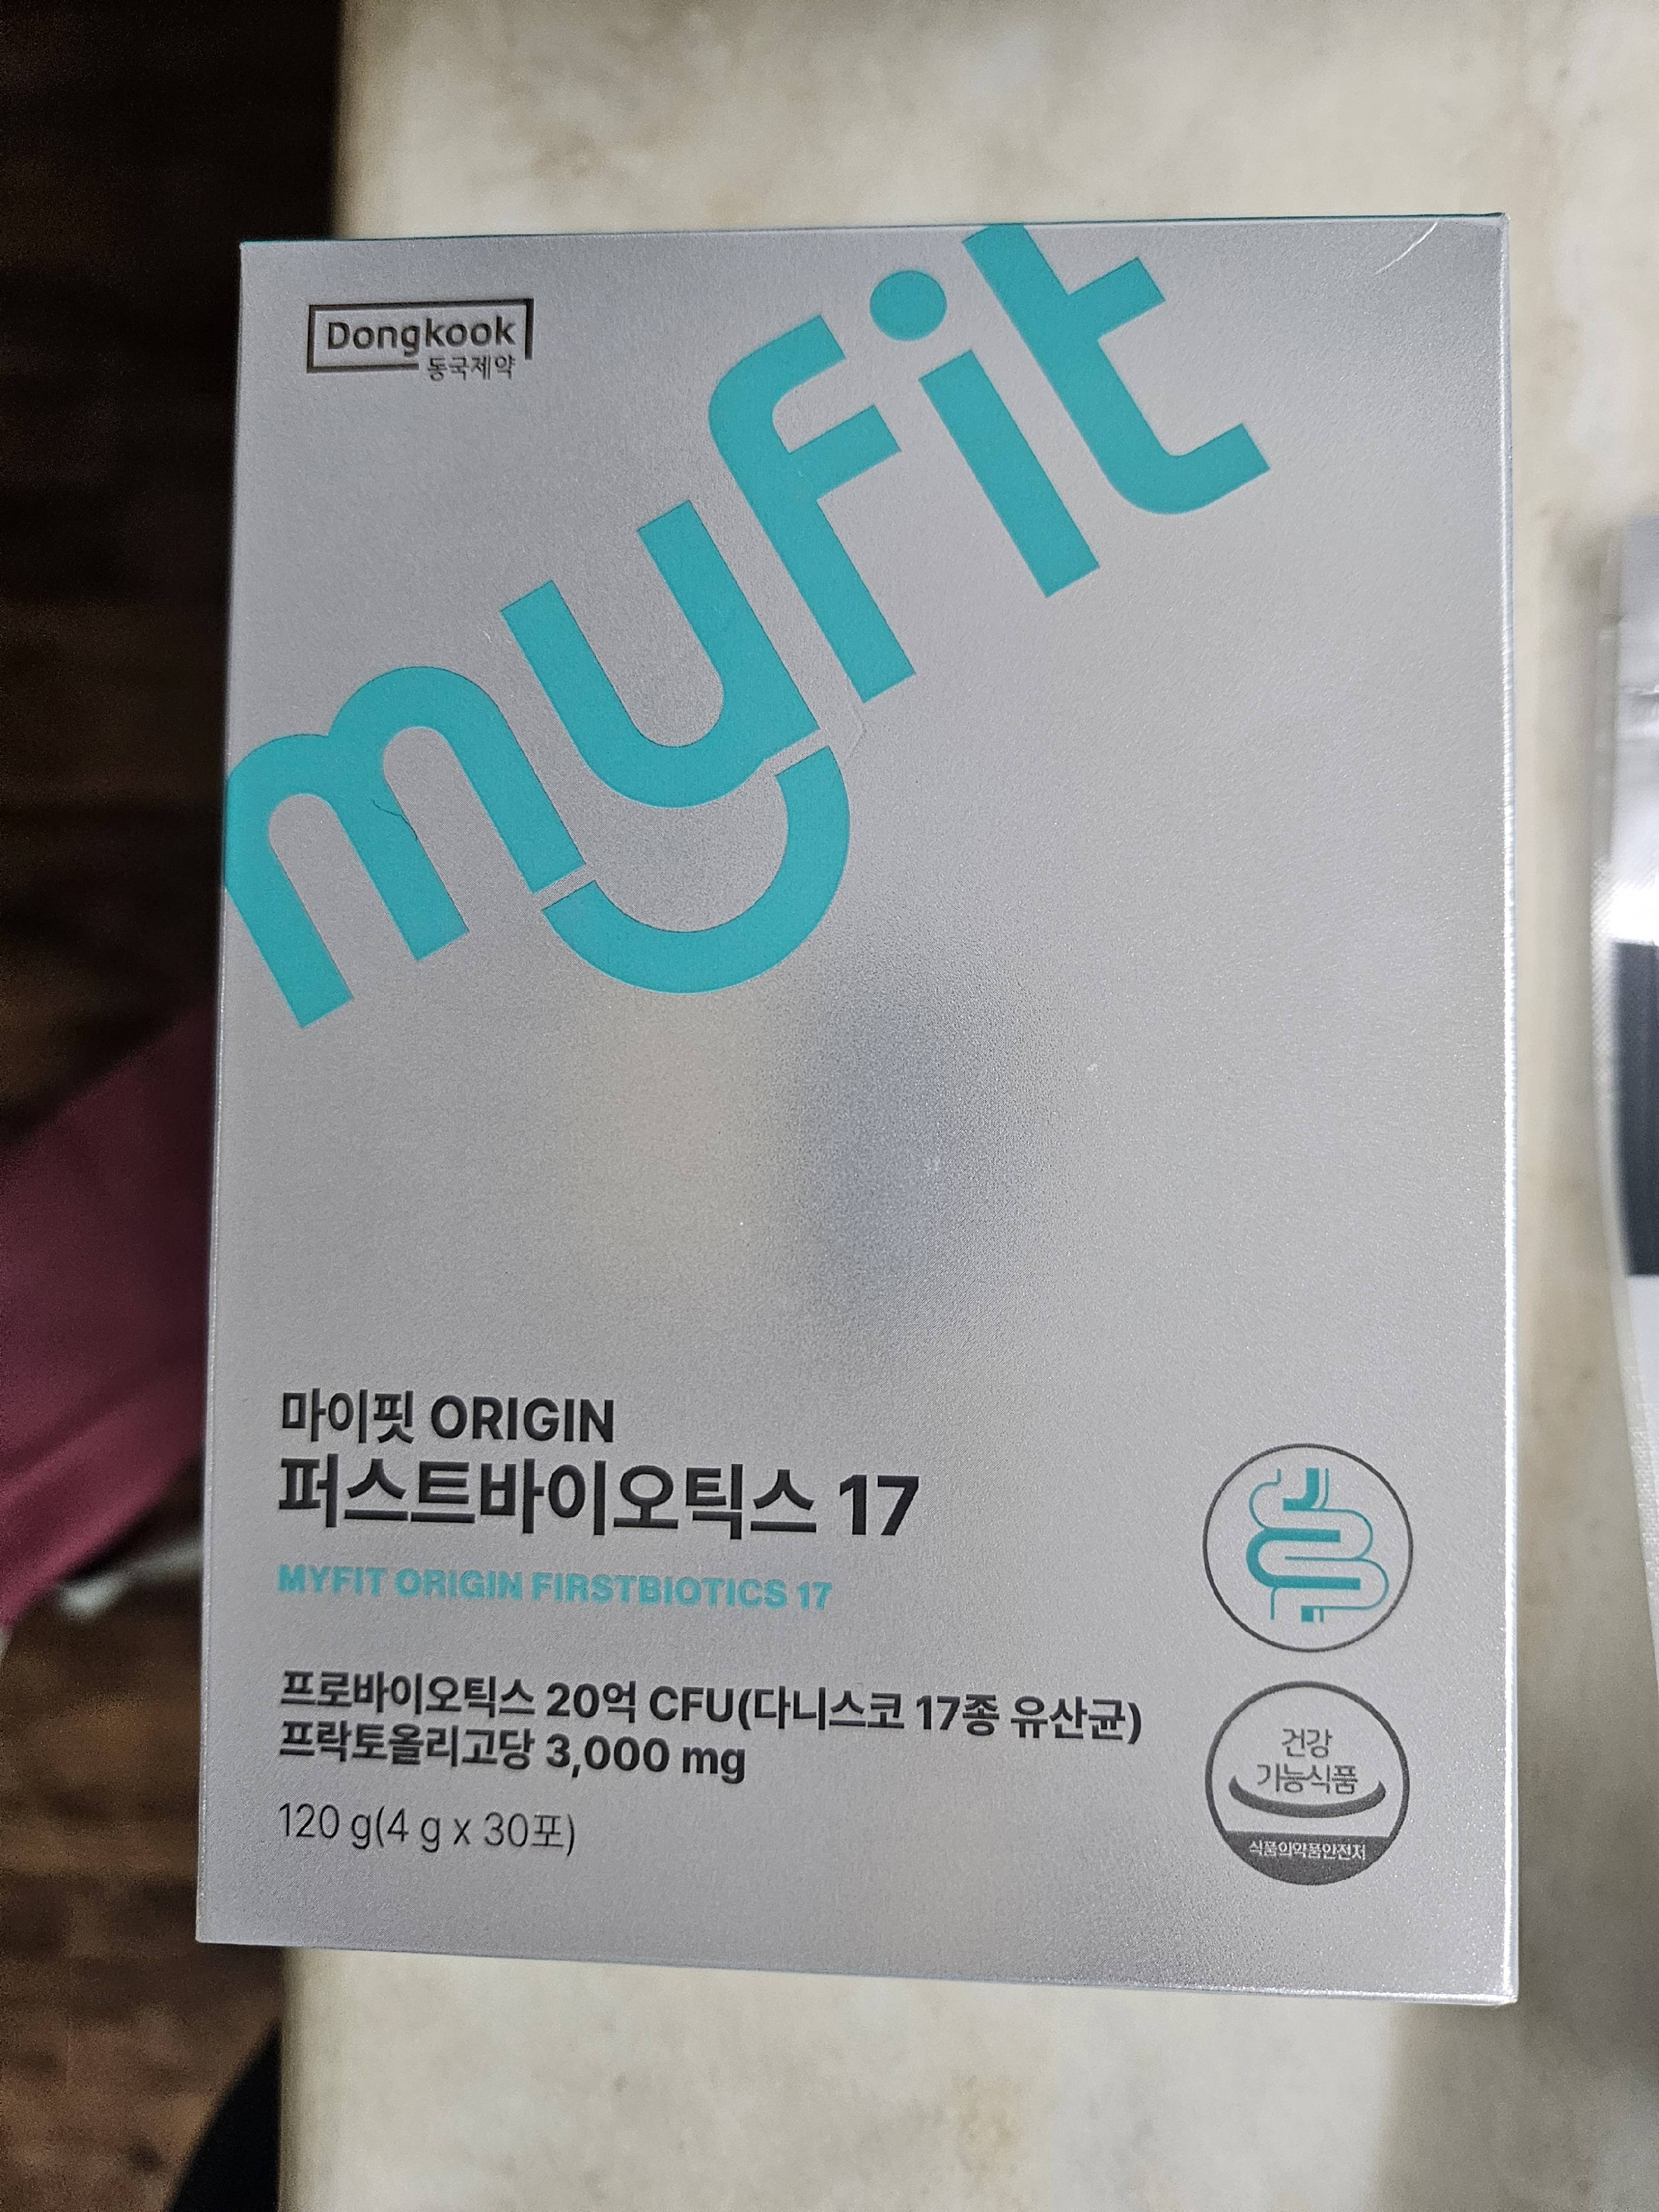 Dongkook
동국제약
myfit
마이핏 ORIGIN
퍼스트바이오틱스 17
MYFIT ORIGIN FIRSTBIOTICS 17
프로바이오틱스 20억 CFU(다니스코 17종 유산균)
프락토올리고당 3,000 mg
120 g(4 g x 30포)
건강
기능식품
식품의약품안전처